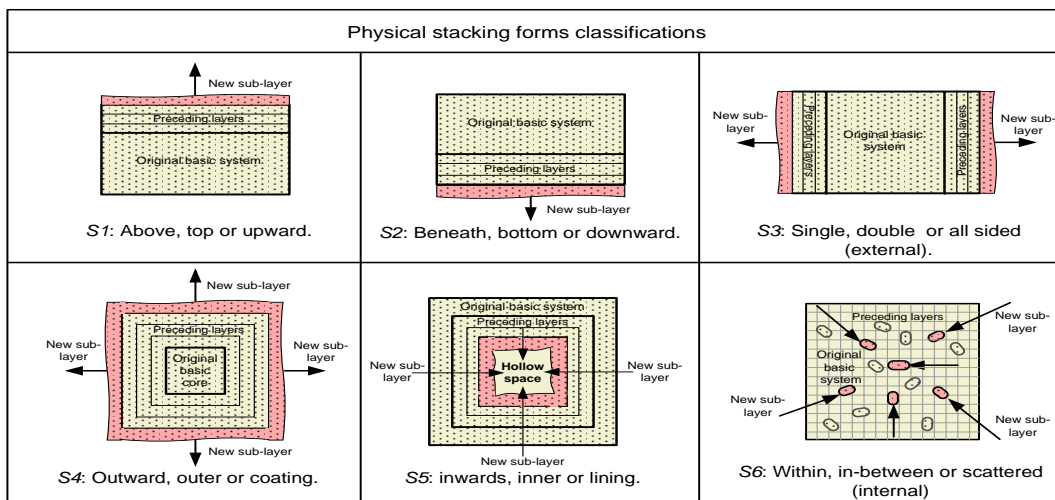 Physical stacking forms classifications
New sub-layer
Preceding layers
Original basic system
S1: Above, top or upward.
Original basic system
Preceding layers
New sub-layer
S2: Beneath, bottom or downward.
New sub-
layer
Preceding layers
Original basic
system
Preceding layers
New sub-
layer
S3: Single, double or all sided
(external).
New sub-layer
New sub-
layer
Preceding layers
Original
basic
core
New sub-
layer
New sub-layer
S4: Outward, outer or coating.
Original basic system
Preceding layers
New sub-
layer
Hollow
space
New sub-
layer
New sub-layer
S5: inwards, inner or lining.
New sub-
layer
Preceding layers
New sub-
layer
Original
basic
system
New sub-
layer
New sub-
layer
S6: Within, in-between or scattered
(internal)